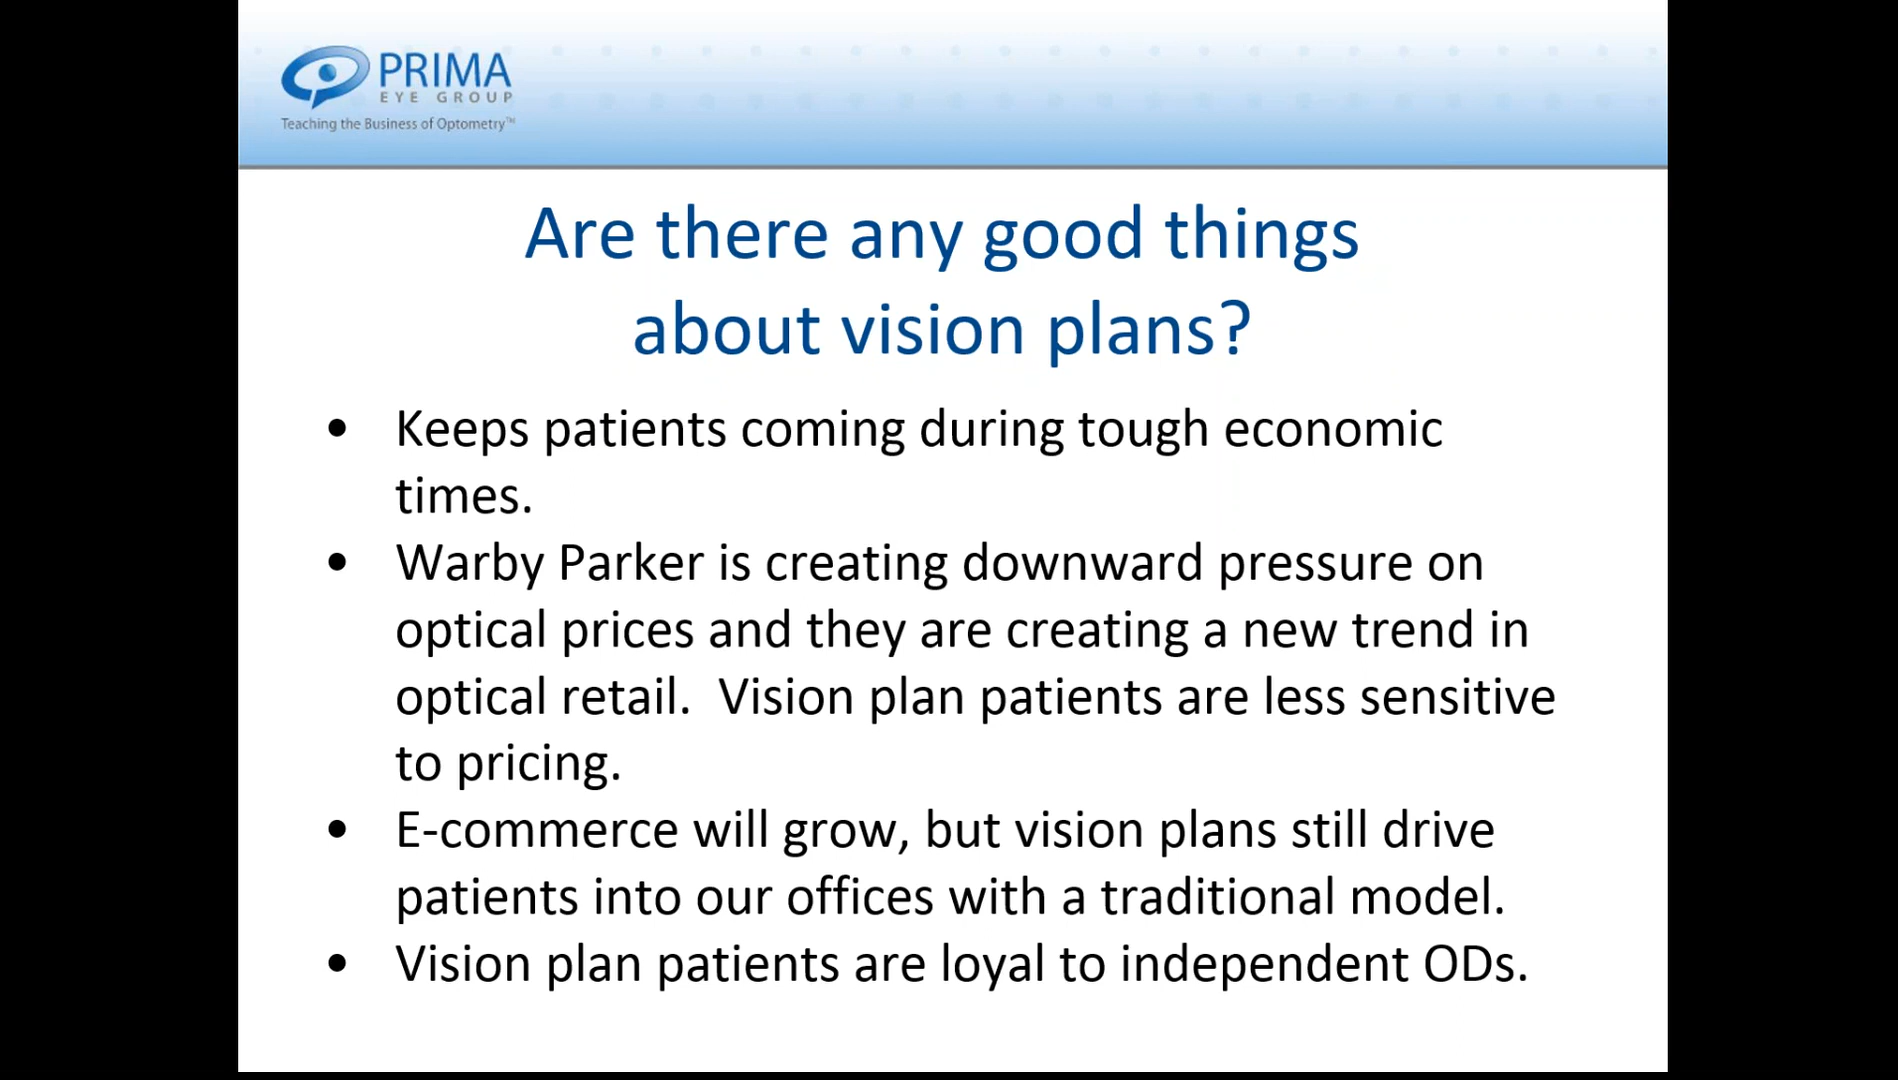 PRIMA
EYE GROUP
Teaching the Business of Optometry™
Are there any good things
about vision plans?
• Keeps patients coming during tough economic
times.
• Warby Parker is creating downward pressure on
optical prices and they are creating a new trend in
optical retail.  Vision plan patients are less sensitive
to pricing.
• E-commerce will grow, but vision plans still drive
patients into our offices with a traditional model.
• Vision plan patients are loyal to independent ODs.